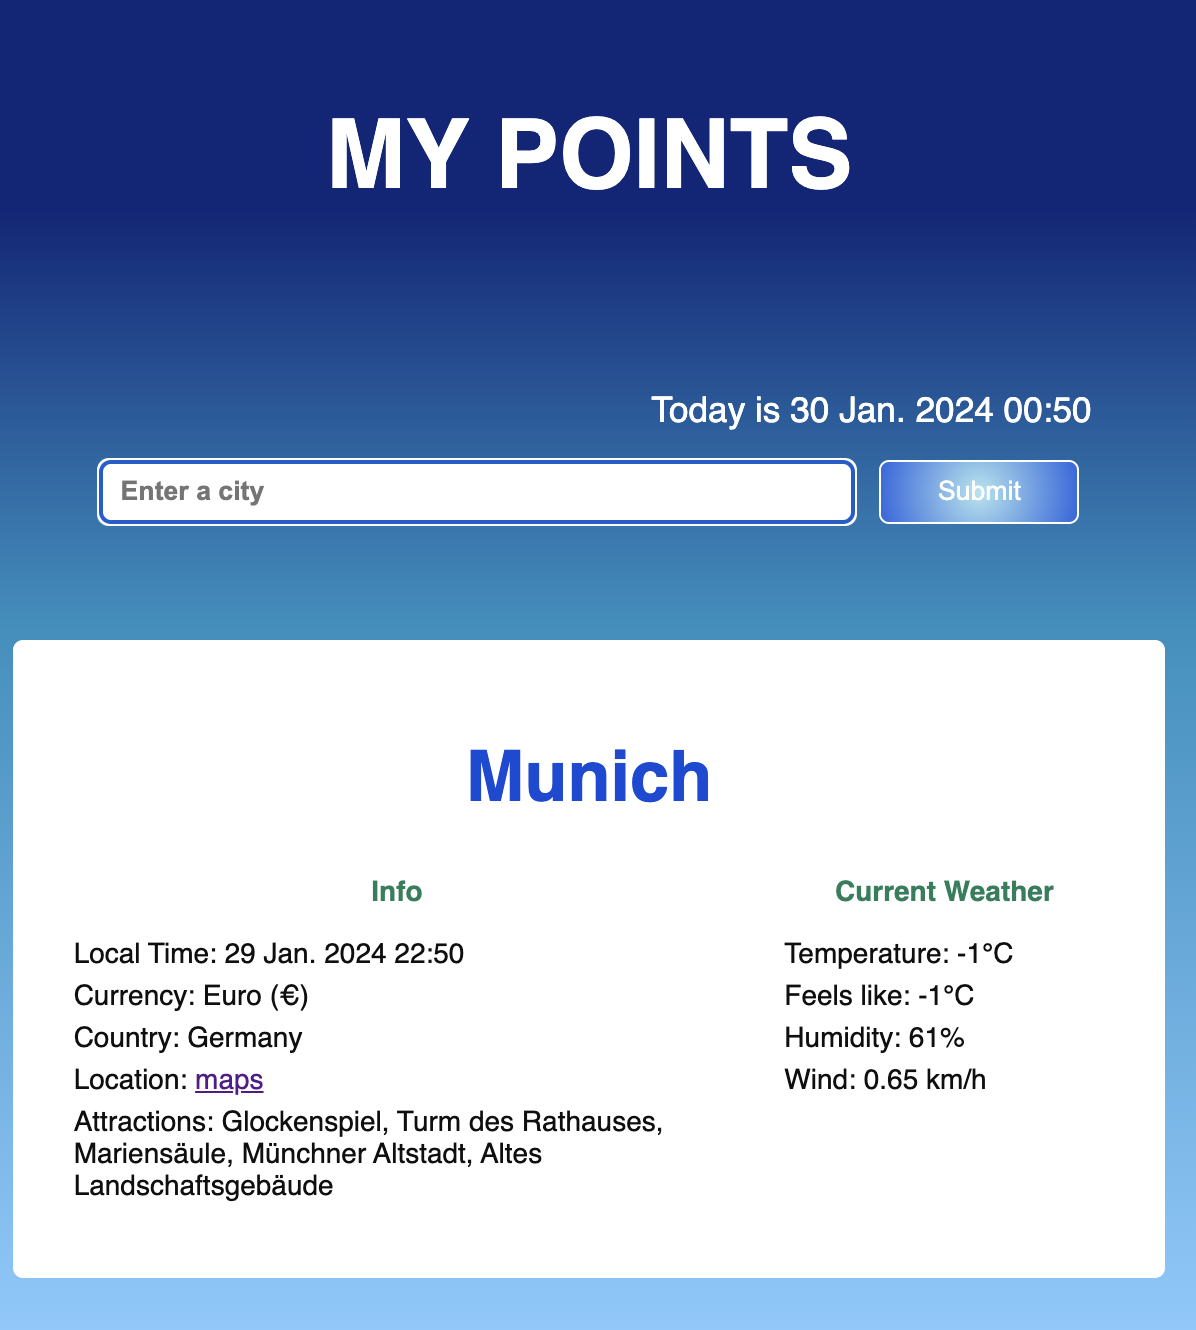 MY POINTS
Today is 30 Jan. 2024 00:50
Enter a city
Submit
Munich
Info
Local Time: 29 Jan. 2024 22:50
Currency: Euro (€)
Country: Germany
Location: maps
Attractions: Glockenspiel, Turm des Rathauses,
Mariensäule, Münchner Altstadt, Altes
Landschaftsgebäude
Current Weather
Temperature: -1°C
Feels like: -1°C
Humidity: 61%
Wind: 0.65 km/h